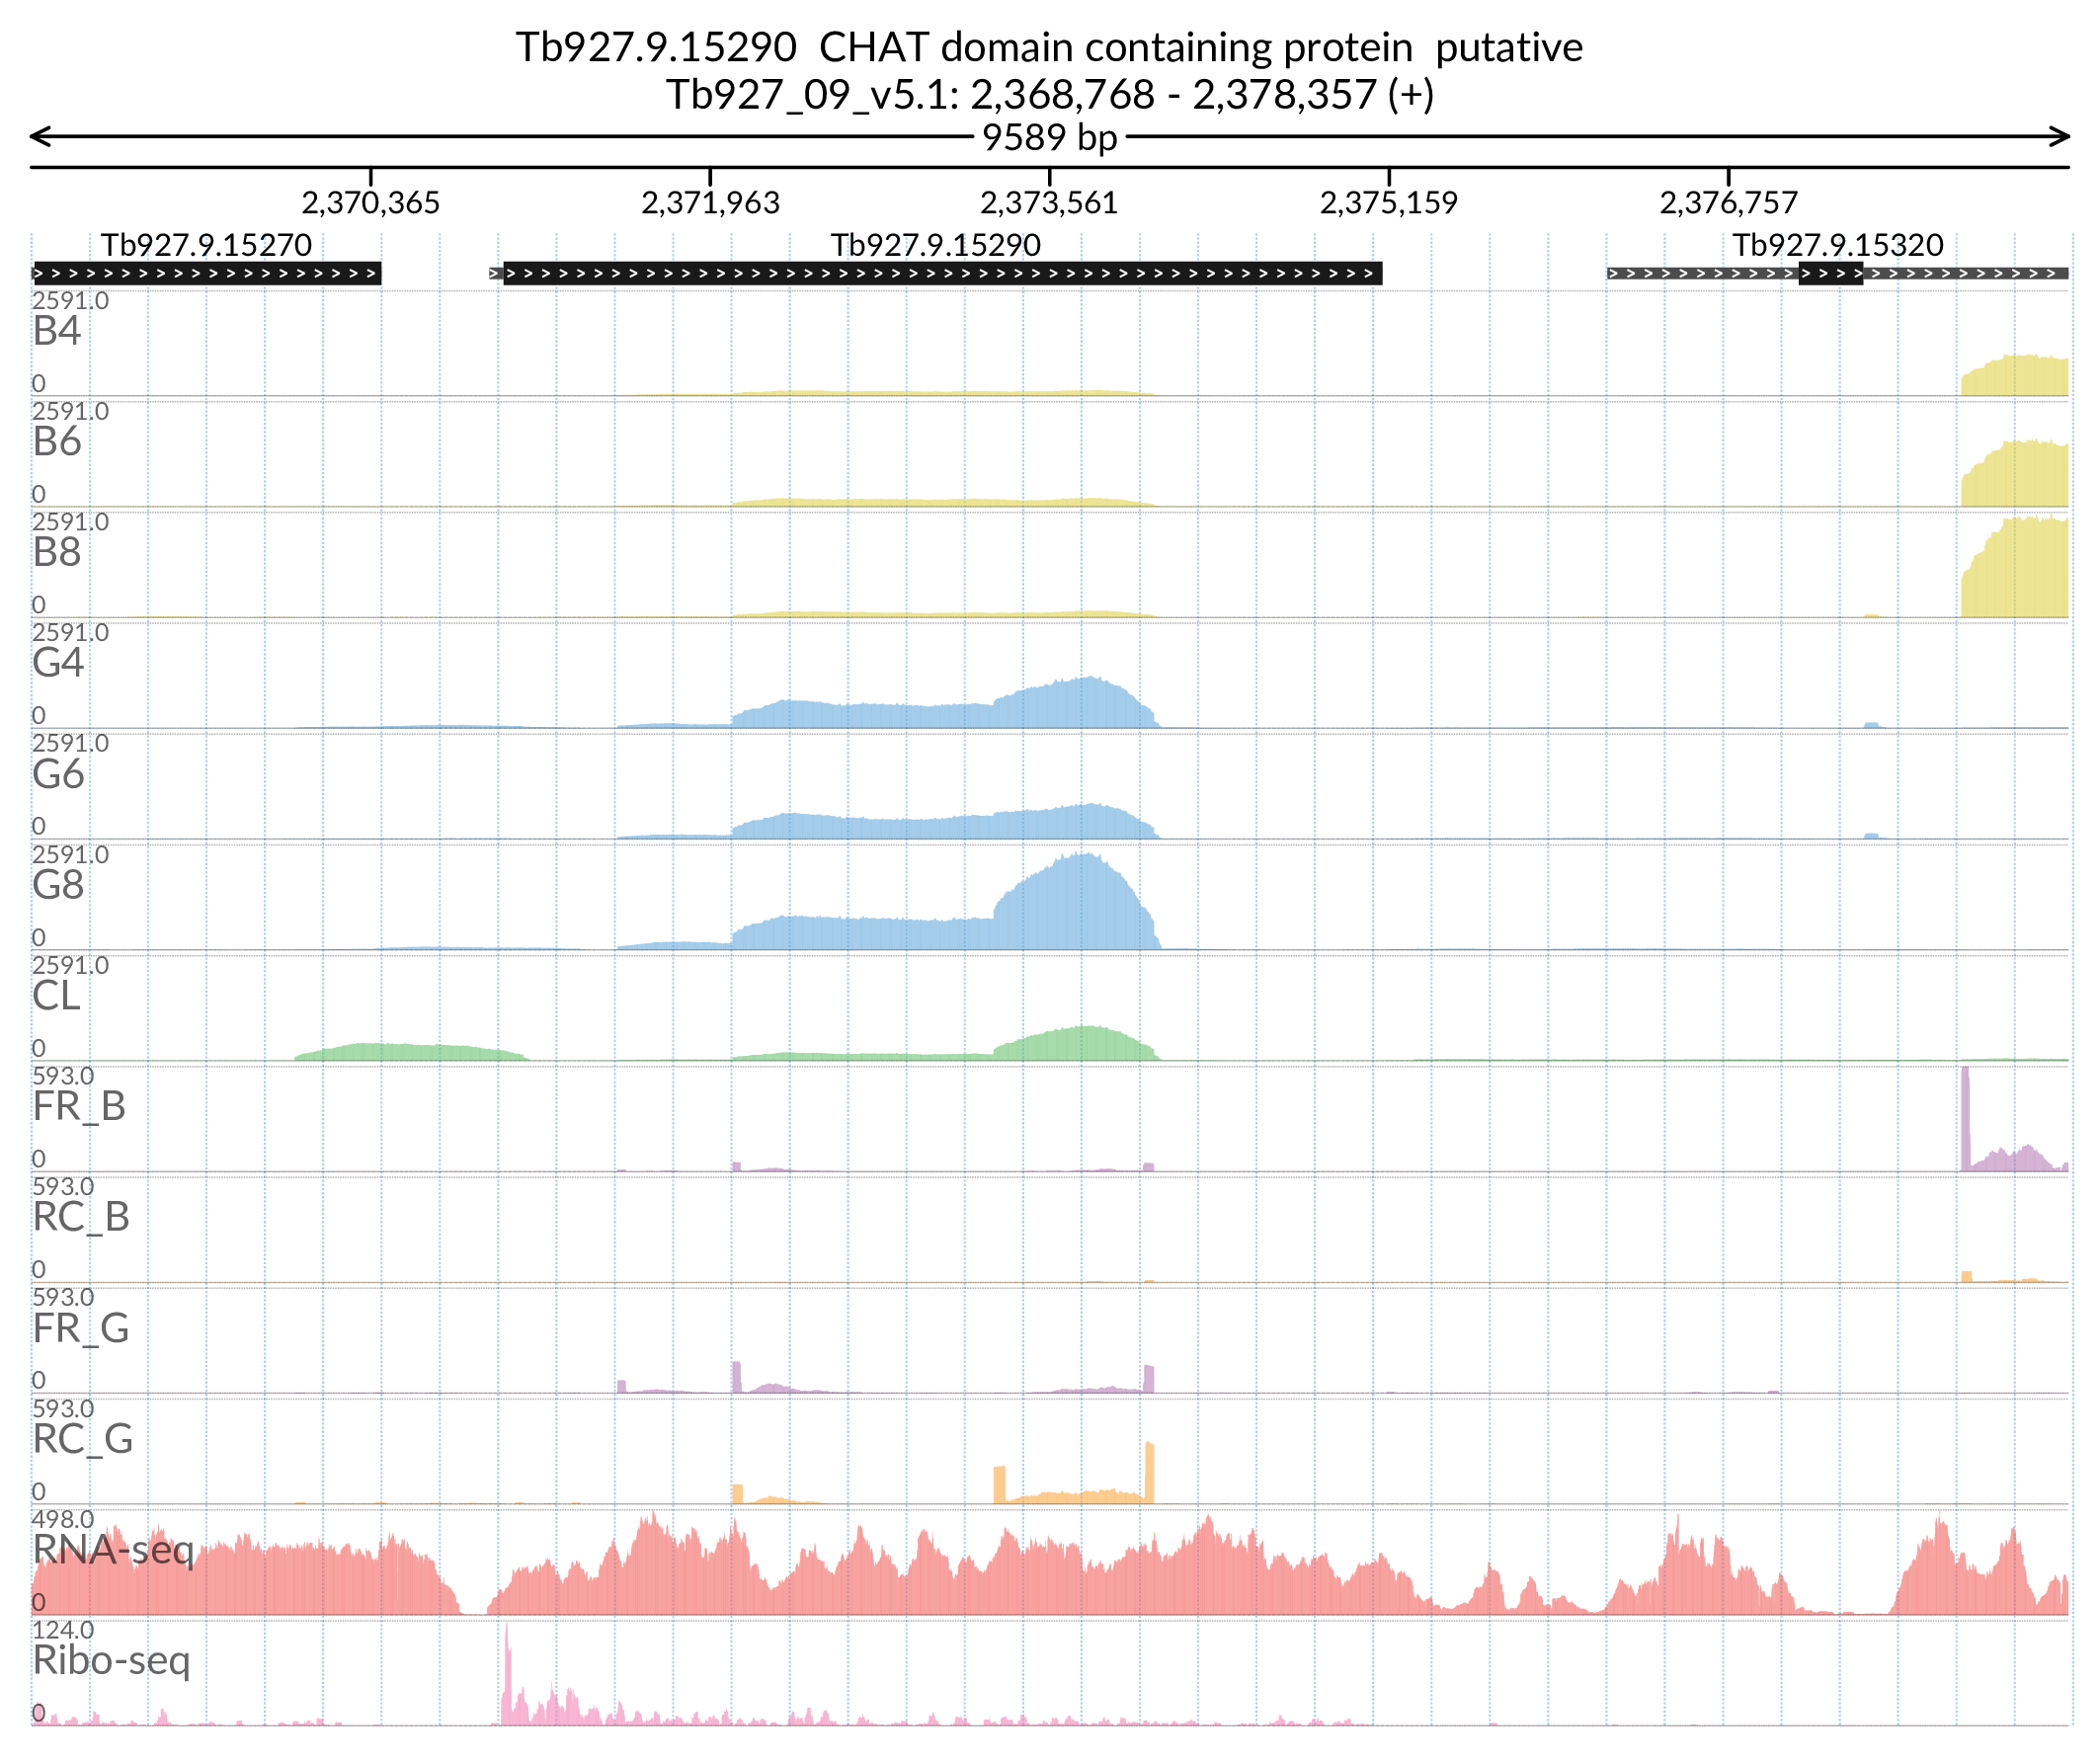 Tb927.9.15290  CHAT domain containing protein  putative
Tb927_09_v5.1: 2,368,768 - 2,378,357 (+)
9589 bp
2,370,365 2,371,963 2,373,561 2,375,159 2,376,757
Tb927.9.15270 Tb927.9.15290 Tb927.9.15320
2591.0
B4
0
2591.0
B6
0
2591.0
B8
0
2591.0
G4
0
2591.0
G6
0
2591.0
G8
0
2591.0
CL
0
593.0
FR_B
0
593.0
RC_B
0
593.0
FR_G
0
593.0
RC_G
0
498.0
RNA-seq
0
124.0
Ribo-seq
0